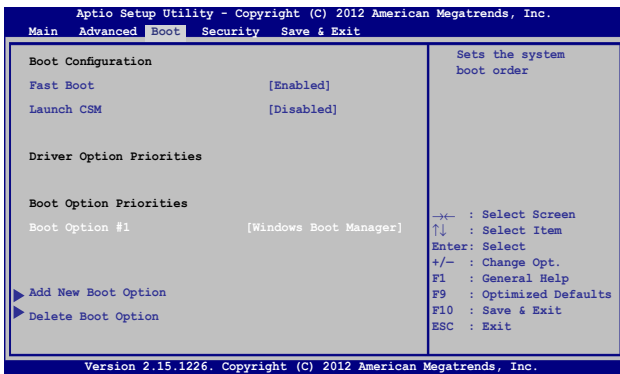 Aptio Setup Utility - Copyright (C) 2012 American Megatrends, Inc.
Main Advanced Boot Security Save & Exit
Boot Configuration
Fast Boot [Enabled]
Launch CSM [Disabled]
Driver Option Priorities
Boot Option Priorities
Boot Option #1 [Windows Boot Manager]
Add New Boot Option
Delete Boot Option
Sets the system
boot order
→← : Select Screen
↑↓ : Select Item
Enter: Select
+/— : Change Opt.
F1 : General Help
F9 : Optimized Defaults
F10 : Save & Exit
ESC : Exit
Version 2.15.1226. Copyright (C) 2012 American Megatrends, Inc.